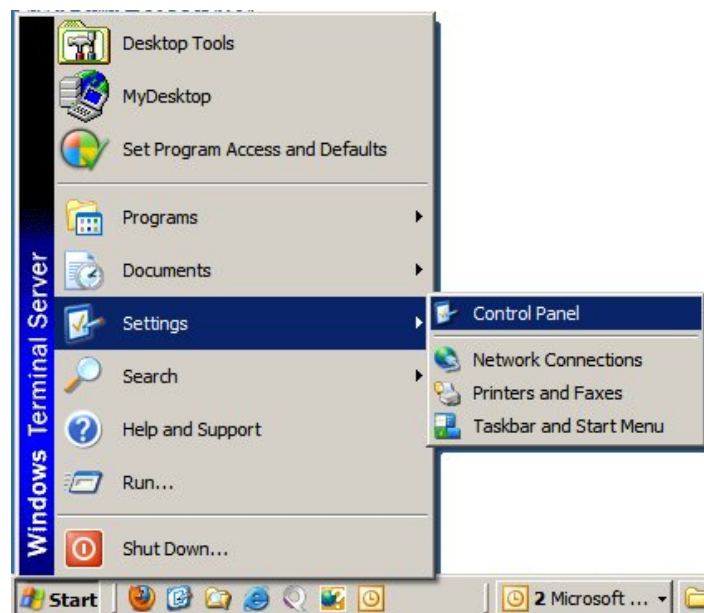 Desktop Tools
MyDesktop
Set Program Access and Defaults
Programs
Documents
Settings
Search
Help and Support
Run...
Shut Down...
Windows Terminal Server
Control Panel
Network Connections
Printers and Faxes
Taskbar and Start Menu
Start
2 Microsoft ...